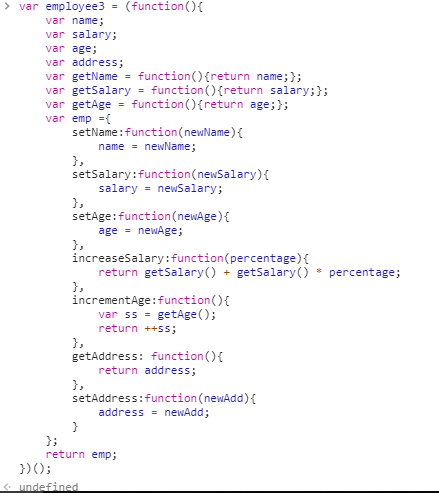 > var employee3 = (function(){
    var name;
    var salary;
    var age;
    var address;
    var getName = function(){return name;};
    var getSalary = function(){return salary;};
    var getAge = function(){return age;};
    var emp ={
        setName:function(newName){
            name = newName;
        },
        setSalary:function(newSalary){
            salary = newSalary;
        },
        setAge:function(newAge){
            age = newAge;
        },
        increaseSalary:function(percentage){
            return getSalary() + getSalary() * percentage;
        },
        incrementAge:function(){
            var ss = getAge();
            return ++ss;
        },
        getAddress: function(){
            return address;
        },
        setAddress:function(newAdd){
            address = newAdd;
        }
    };
    return emp;
})();
undefined